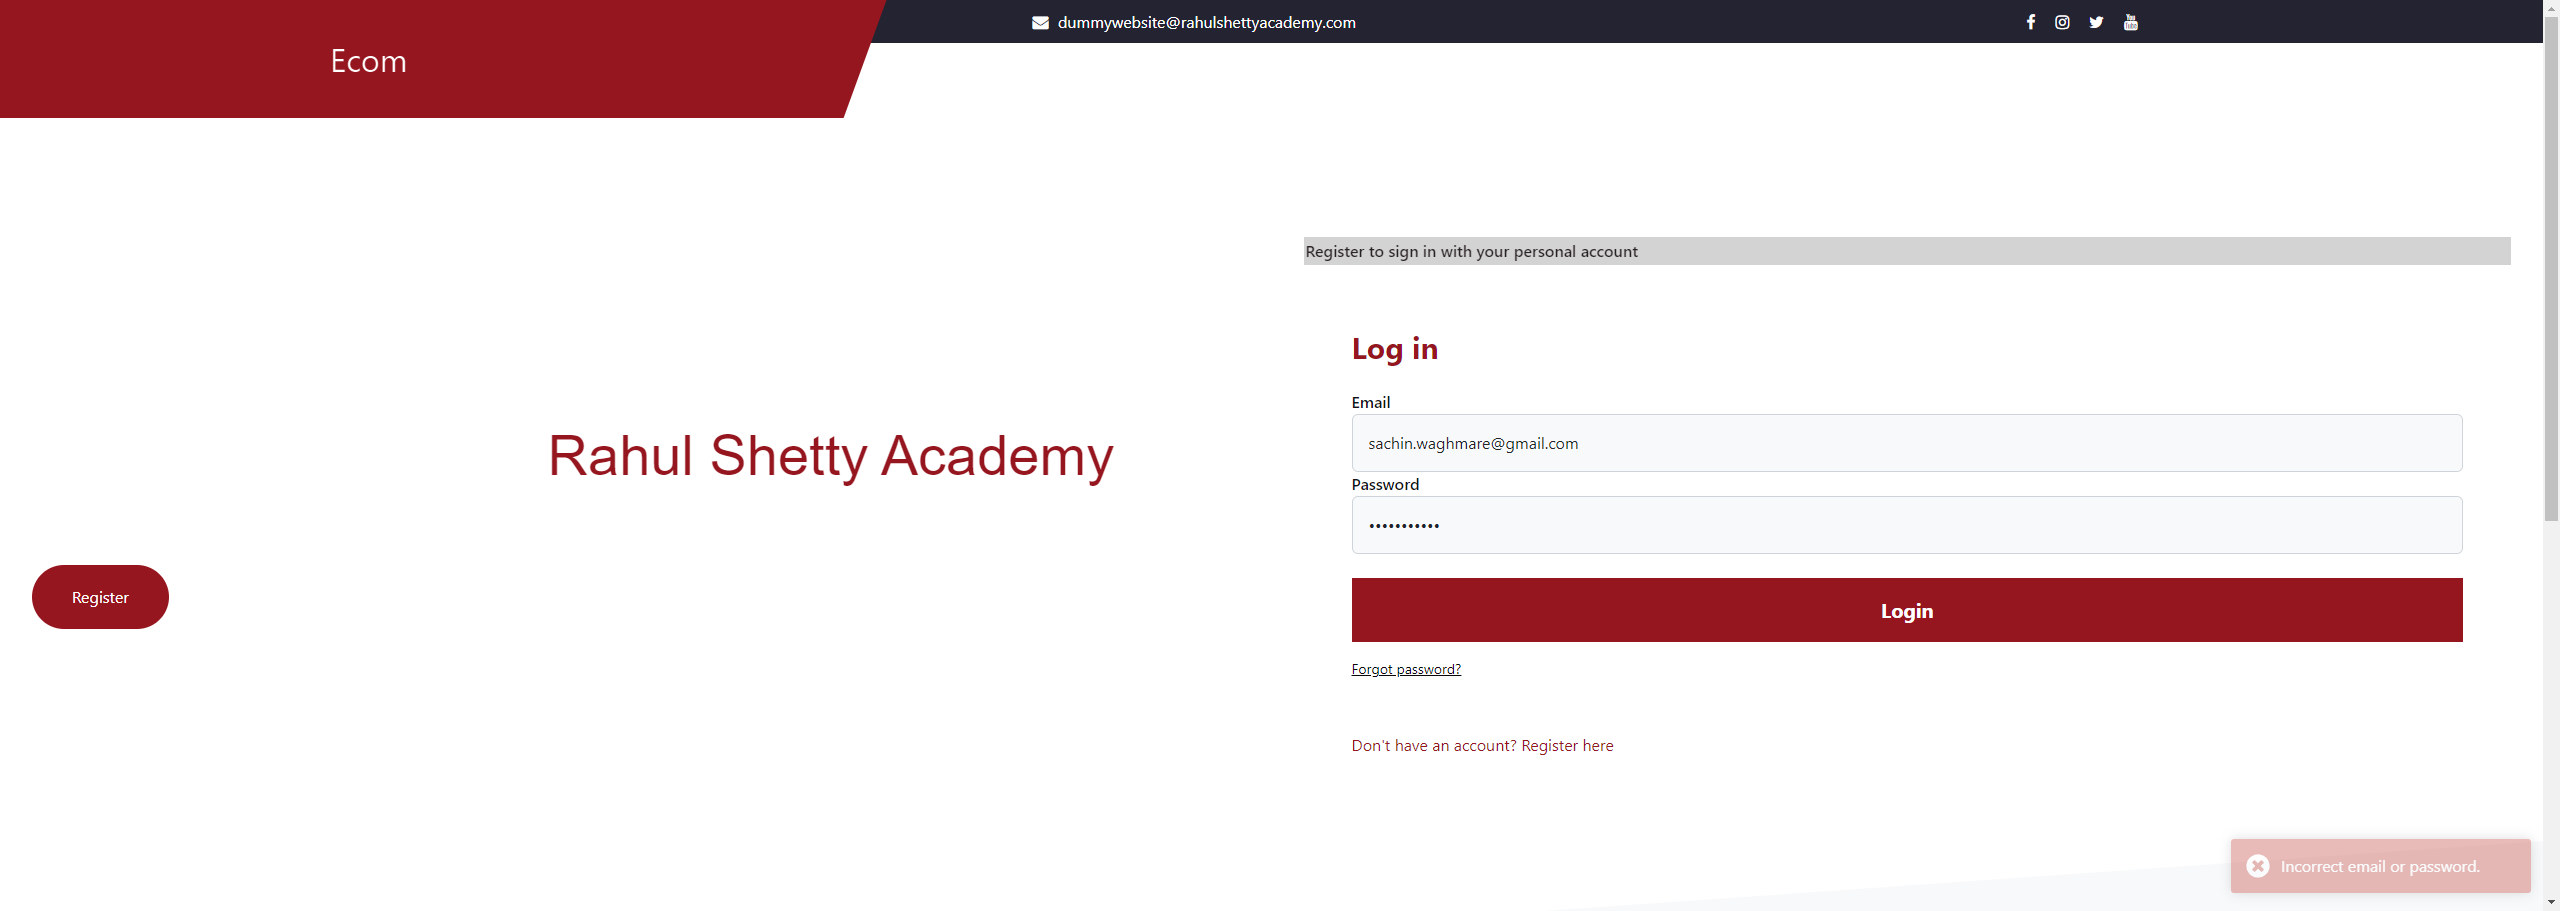 dummywebsite@rahulshettyacademy.com
Ecom
Register to sign in with your personal account
Log in
Email
sachin.waghmare@gmail.com
Rahul Shetty Academy
Password
•••••••••••
Register
Login
Forgot password?
Don't have an account? Register here
Incorrect email or password.